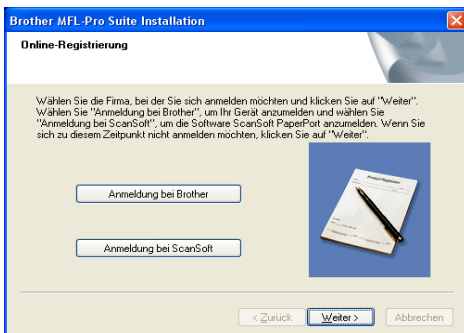 Brother MFL-Pro Suite Installation
Online-Registrierung
Wählen Sie die Firma, bei der Sie sich anmelden möchten und klicken Sie auf "Weiter".
Wählen Sie "Anmeldung bei Brother", um Ihr Gerät anzumelden und wählen Sie
"Anmeldung bei ScanSoft", um die Software ScanSoft PaperPort anzumelden. Wenn Sie
sich zu diesem Zeitpunkt nicht anmelden möchten, klicken Sie auf "Weiter".
Product Registration
Anmeldung bei Brother
Anmeldung bei ScanSoft
< Zurück
Weiter >
Abbrechen